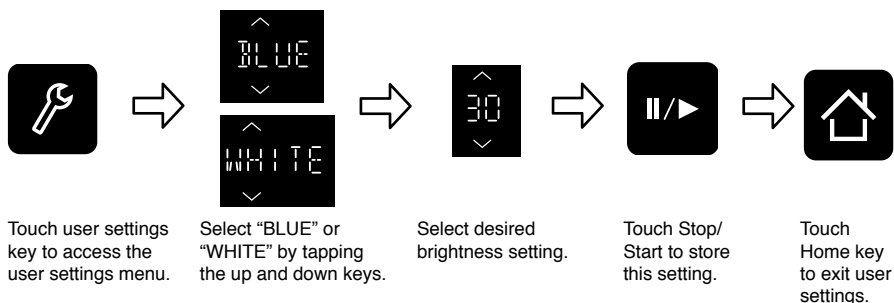 BLUE
WHITE
30
Touch user settings
key to access the
user settings menu.
Select “BLUE” or
“WHITE” by tapping
the up and down keys.
Select desired
brightness setting.
Touch Stop/
Start to store
this setting.
Touch
Home key
to exit user
settings.